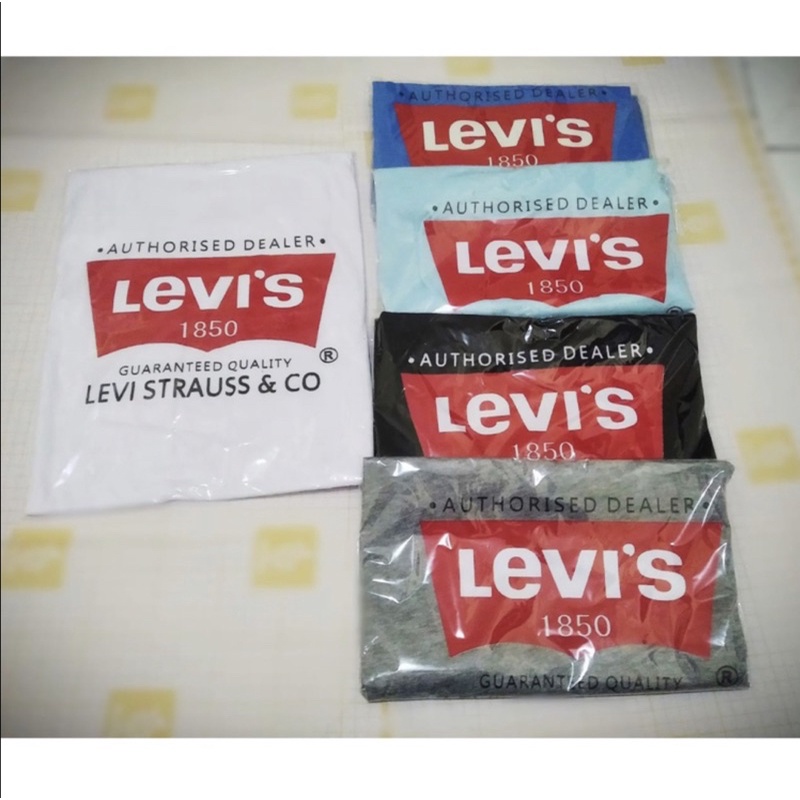 • AUTHORISED DEALER •
Levi's
1850
GUARANTEED QUALITY
®
LEVI STRAUSS & CO
• AUTHORISED DEALER •
Levi's
1850
• AUTHORISED DEALER •
Levi's
1850
• AUTHORISED DEALER •
Levi's
1850
• AUTHORISED DEALER •
Levi's
1850
GUARANTEED QUALITY ®